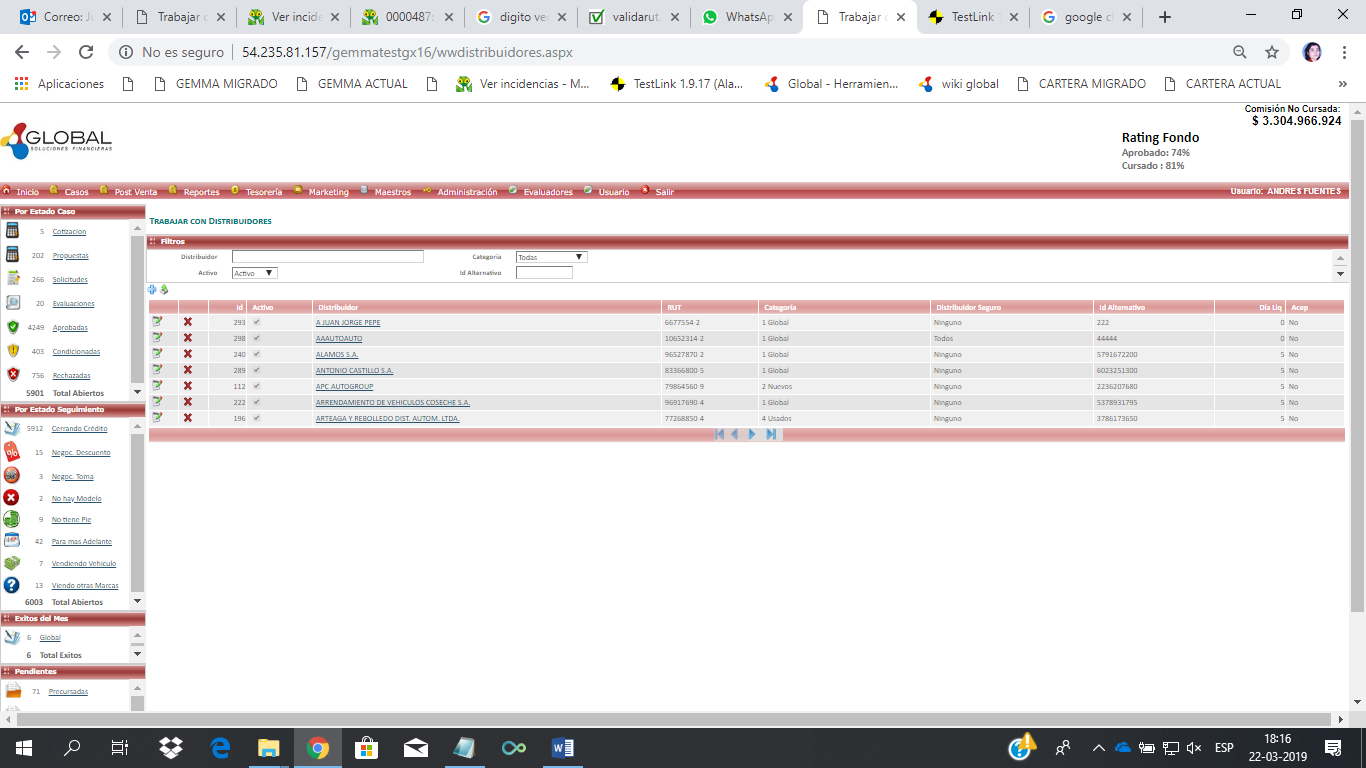 Correo: Ju
Trabajar c
Ver incide
0000487:
digito ve
validarut.
WhatsAp
Trabajar c
TestLink 1
google cl
No es seguro | 54.235.81.157/gemmatestgx16/wwdistribuidores.aspx
Aplicaciones
GEMMA MIGRADO
GEMMA ACTUAL
Ver incidencias - M...
TestLink 1.9.17 (Ala...
Global - Herramien...
wiki global
CARTERA MIGRADO
CARTERA ACTUAL
Comisión No Cursada:
$ 3.304.966.924
GLOBAL
SOLUCIONES FINANCIERAS
Rating Fondo
Aprobado: 74%
Cursado : 81%
Inicio Casos Post Venta Reportes Tesorería Marketing Maestros Administración Evaluadores Usuario Salir
Usuario: ANDRES FUENTES
Por Estado Caso
5 Cotizacion
202 Propuestas
266 Solicitudes
20 Evaluaciones
4249 Aprobadas
403 Condicionadas
756 Rechazadas
5901 Total Abiertos
Por Estado Seguimiento
5912 Cerrando Crédito
15 Negoc. Descuento
3 Negoc. Toma
2 No hay Modelo
9 No tiene Pie
42 Para mas Adelante
7 Vendiendo Vehiculo
13 Viendo otras Marcas
6003 Total Abiertos
Exitos del Mes
6 Global
6 Total Exitos
Pendientes
71 Precursadas
Trabajar con Distribuidores
Filtros
Distribuidor
Categoría Todas
Activo Activo
Id Alternativo
Id Activo Distribuidor RUT Categoría Distribuidor Seguro Id Alternativo Día Liq Acep
293 A JUAN JORGE PEPE 6677554-2 1 Global Ninguno 222 0 No
298 AAAUTOAUTO 10652314-2 1 Global Todos 44444 0 No
240 ALAMOS S.A. 96527870-2 1 Global Ninguno 5791672200 5 No
289 ANTONIO CASTILLO S.A. 83366800-5 1 Global Ninguno 6023251300 5 No
112 APC AUTOGROUP 79864560-9 2 Nuevos Ninguno 2236207680 5 No
222 ARRENDAMIENTO DE VEHICULOS COSECHE S.A. 96917690-4 1 Global Ninguno 5378931795 5 No
196 ARTEAGA Y REBOLLEDO DIST. AUTOM. LTDA. 77268850-4 4 Usados Ninguno 3786173650 5 No
ESP
18:16
22-03-2019